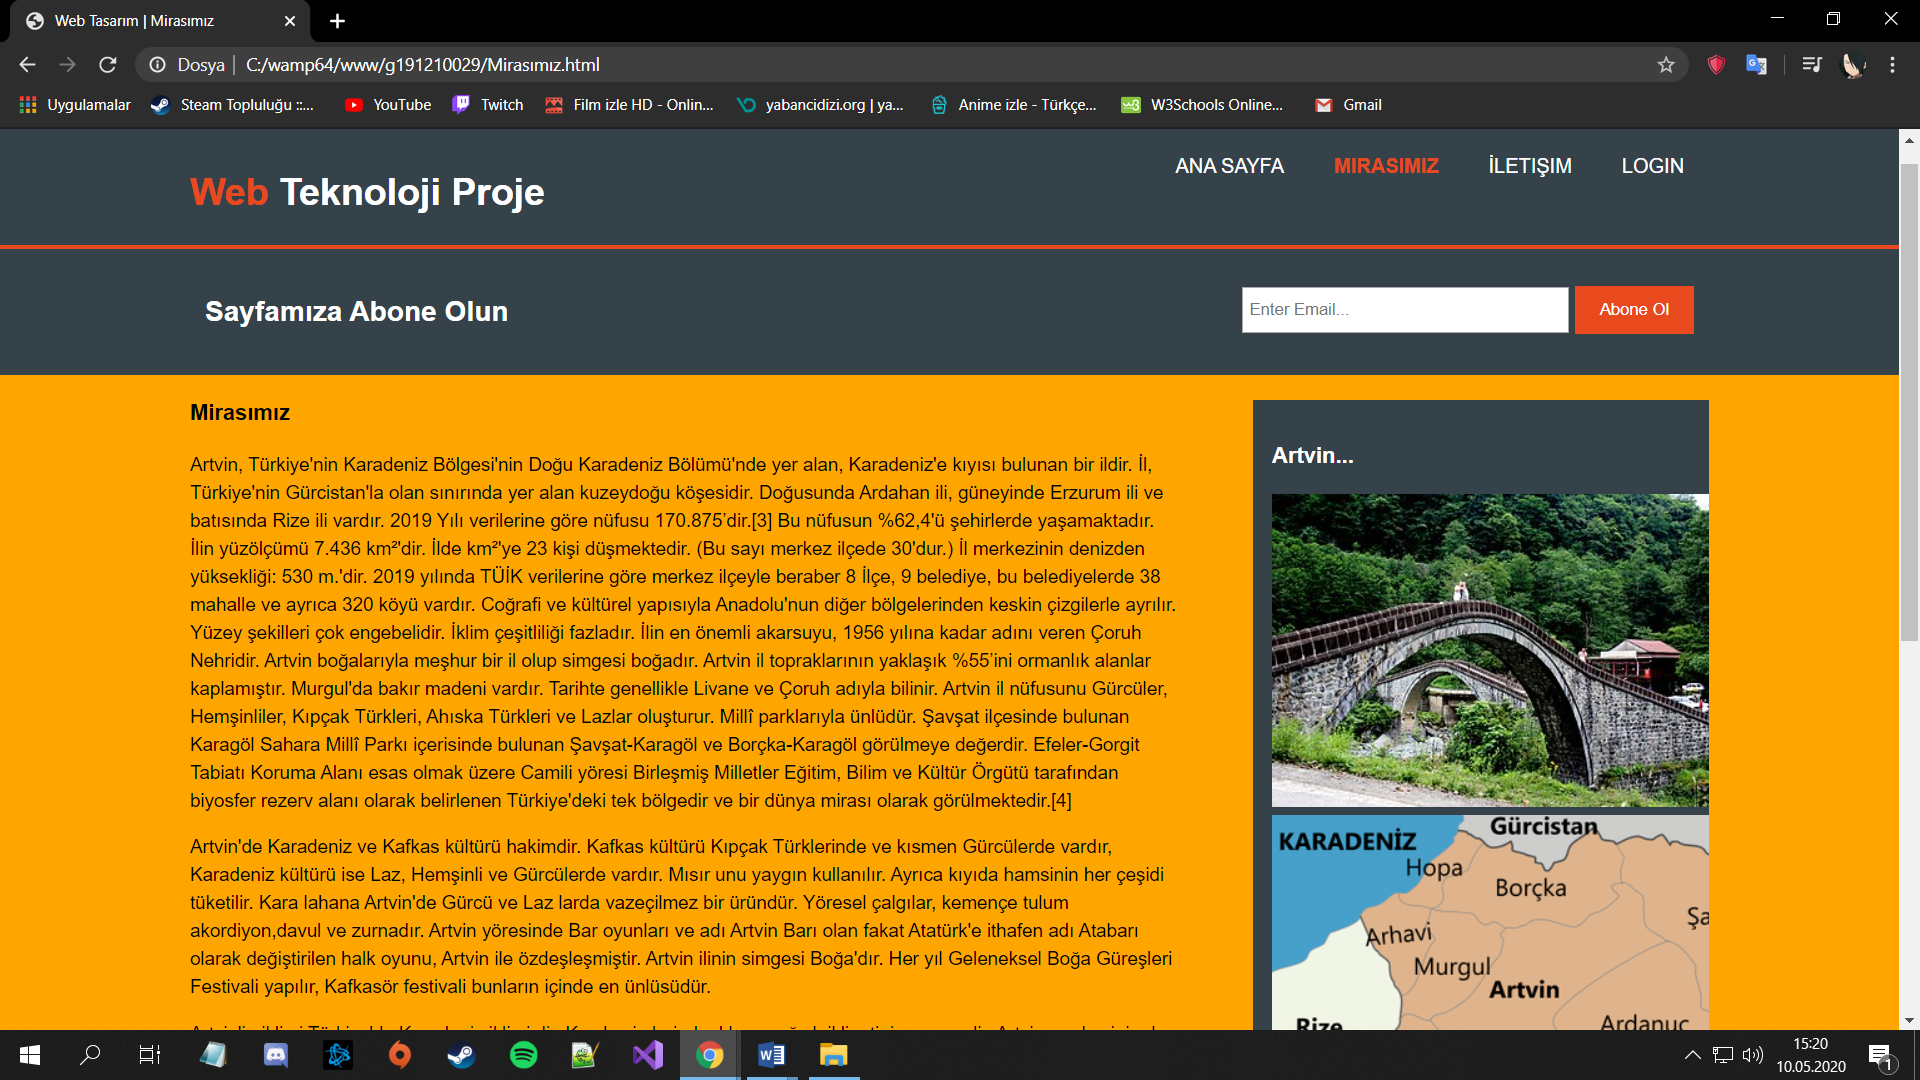 Web Tasarım | Mirasımız
Dosya | C:/wamp64/www/g191210029/Mirasımız.html
Uygulamalar
Steam Topluluğu ::...
YouTube
Twitch
Film izle HD - Onlin...
yabancidizi.org | ya...
Anime izle - Türkçe...
W3Schools Online...
Gmail
Web Teknoloji Proje
ANA SAYFA
MIRASIMIZ
İLETIŞIM
LOGIN
Sayfamıza Abone Olun
Enter Email...
Abone Ol
Mirasımız
Artvin, Türkiye'nin Karadeniz Bölgesi'nin Doğu Karadeniz Bölümü'nde yer alan, Karadeniz'e kıyısı bulunan bir ildir. İl,
Türkiye'nin Gürcistan'la olan sınırında yer alan kuzeydoğu köşesidir. Doğusunda Ardahan ili, güneyinde Erzurum ili ve
batısında Rize ili vardır. 2019 Yılı verilerine göre nüfusu 170.875’dir.[3] Bu nüfusun %62,4'ü şehirlerde yaşamaktadır.
İlin yüzölçümü 7.436 km²'dir. İlde km²'ye 23 kişi düşmektedir. (Bu sayı merkez ilçede 30'dur.) İl merkezinin denizden
yüksekliği: 530 m.'dir. 2019 yılında TÜİK verilerine göre merkez ilçeyle beraber 8 İlçe, 9 belediye, bu belediyelerde 38
mahalle ve ayrıca 320 köyü vardır. Coğrafi ve kültürel yapısıyla Anadolu'nun diğer bölgelerinden keskin çizgilerle ayrılır.
Yüzey şekilleri çok engebelidir. İklim çeşitliliği fazladır. İlin en önemli akarsuyu, 1956 yılına kadar adını veren Çoruh
Nehridir. Artvin boğalarıyla meşhur bir il olup simgesi boğadır. Artvin il topraklarının yaklaşık %55’ini ormanlık alanlar
kaplamıştır. Murgul'da bakır madeni vardır. Tarihte genellikle Livane ve Çoruh adıyla bilinir. Artvin il nüfusunu Gürcüler,
Hemşinliler, Kıpçak Türkleri, Ahıska Türkleri ve Lazlar oluşturur. Millî parklarıyla ünlüdür. Şavşat ilçesinde bulunan
Karagöl Sahara Millî Parkı içerisinde bulunan Şavşat-Karagöl ve Borçka-Karagöl görülmeye değerdir. Efeler-Gorgit
Tabiatı Koruma Alanı esas olmak üzere Camili yöresi Birleşmiş Milletler Eğitim, Bilim ve Kültür Örgütü tarafından
biyosfer rezerv alanı olarak belirlenen Türkiye'deki tek bölgedir ve bir dünya mirası olarak görülmektedir.[4]
Artvin'de Karadeniz ve Kafkas kültürü hakimdir. Kafkas kültürü Kıpçak Türklerinde ve kısmen Gürcülerde vardır,
Karadeniz kültürü ise Laz, Hemşinli ve Gürcülerde vardır. Mısır unu yaygın kullanılır. Ayrıca kıyıda hamsinin her çeşidi
tüketilir. Kara lahana Artvin'de Gürcü ve Laz larda vazeçilmez bir üründür. Yöresel çalgılar, kemençe tulum
akordiyon,davul ve zurnadır. Artvin yöresinde Bar oyunları ve adı Artvin Barı olan fakat Atatürk'e ithafen adı Atabarı
olarak değiştirilen halk oyunu, Artvin ile özdeşleşmiştir. Artvin ilinin simgesi Boğa'dır. Her yıl Geleneksel Boğa Güreşleri
Festivali yapılır, Kafkasör festivali bunların içinde en ünlüsüdür.
Artvin...
KARADENİZ
Gürcistan
Hopa
Borçka
Şa
Arhavi
Murgul
Artvin
Rize
Ardanuç
15:20
10.05.2020
1